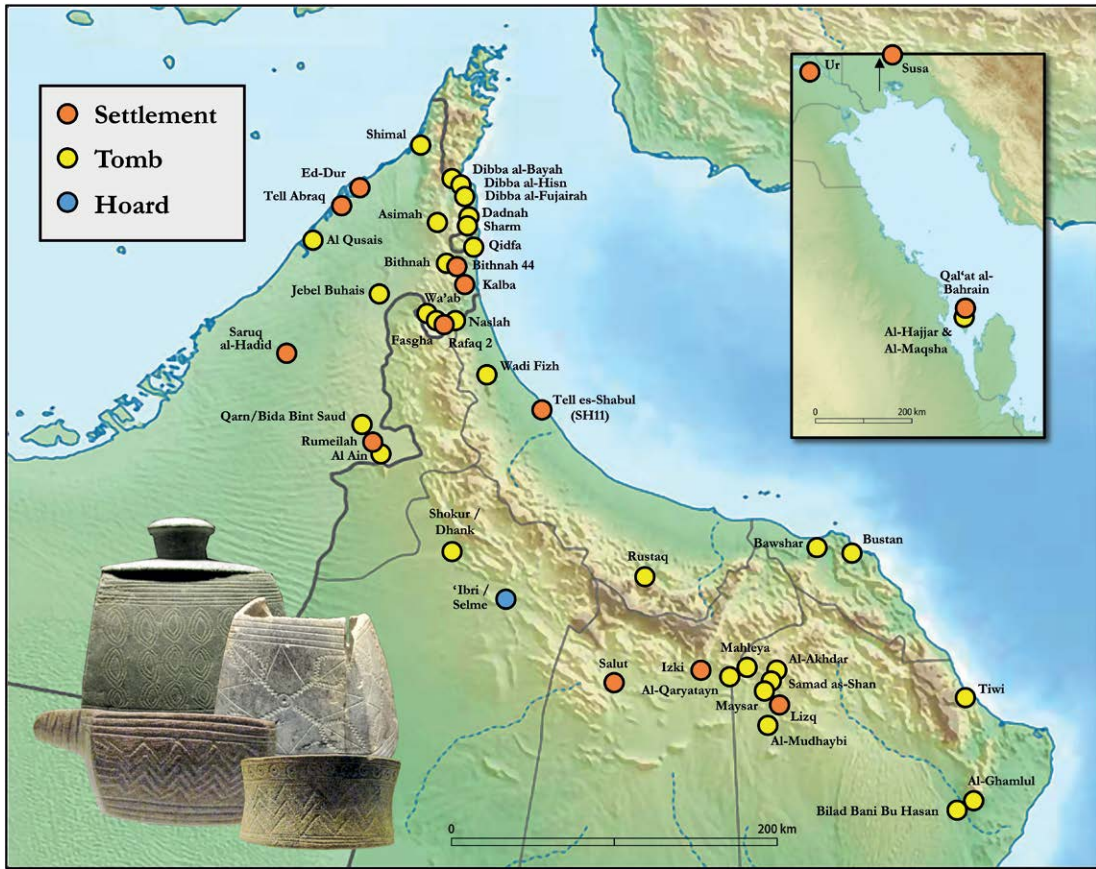 Settlement
Tomb
Hoard
Ur
Susa
Qal‘at al-
Bahrain
Al-Hajjar &
Al-Maqsha
0
200 km
Shimal
Ed-Dur
Tell Abraq
Al Qusais
Asimah
Dibba al-Bayah
Dibba al-Hisn
Dibba al-Fujairah
Dadnah
Sharm
Qidfa
Bithnah
Bithnah 44
Kalba
Jebel Buhais
Wa’ab
Naslah
Fasgha
Rafaq 2
Saruq
al-Hadid
Wadi Fizh
Tell es-Shabul
(SH11)
Qarn/Bida Bint Saud
Rumeilah
Al Ain
Shokur /
Dhank
‘Ibri /
Selme
Rustaq
Bawshar
Bustan
Salut
Izki
Mahleya
Al-Akhdar
Al-Qaryatayn
Samad as-Shan
Maysar
Lizq
Al-Mudhaybi
Tiwi
Al-Ghamlul
Bilad Bani Bu Hasan
0
200 km